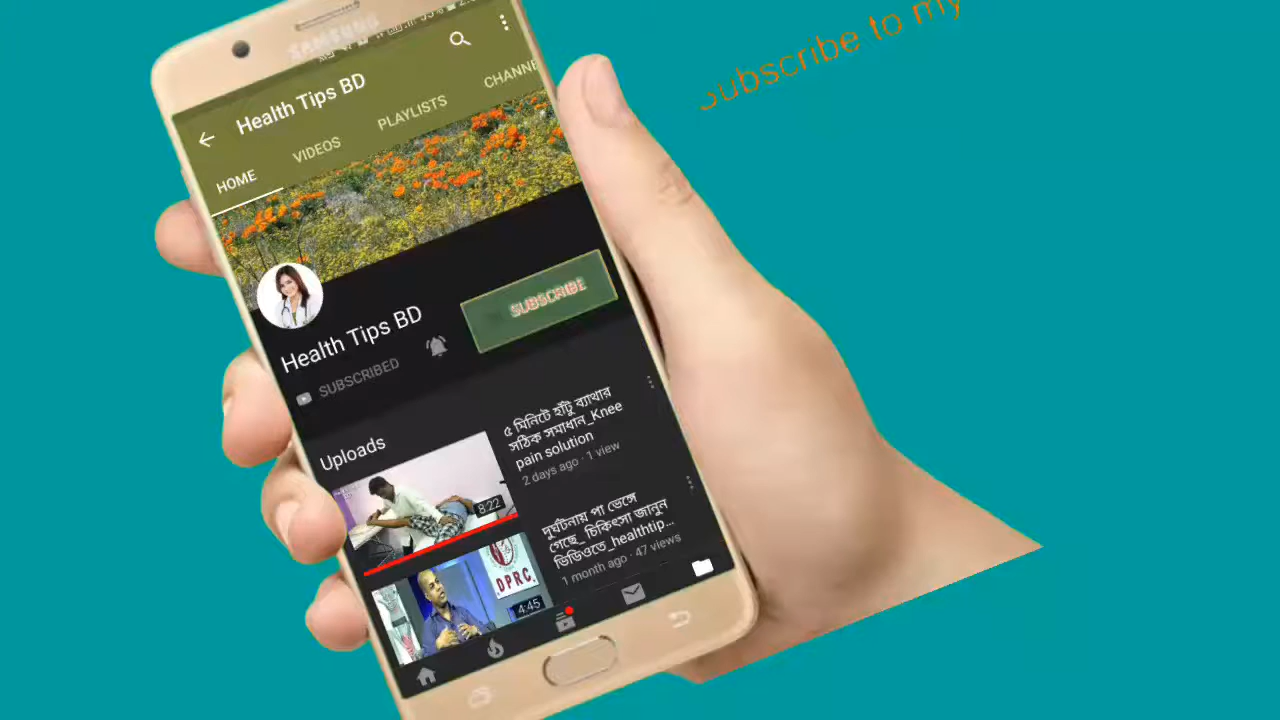 subscribe to my
SAMSUNG
Health Tips BD
HOME
VIDEOS
PLAYLISTS
CHANNE
Health Tips BD
SUBSCRIBED
SUBSCRIBE
Uploads
8:22
৫ মিনিটে হাঁটু ব্যাথার
সঠিক সমাধান_Knee
pain solution
2 days ago · 1 view
DPRC
4:45
দুর্ঘটনায় পা ভেঙ্গে
গেছে_ চিকিৎসা জানুন
ভিডিওতে_healthtip...
1 month ago · 47 views